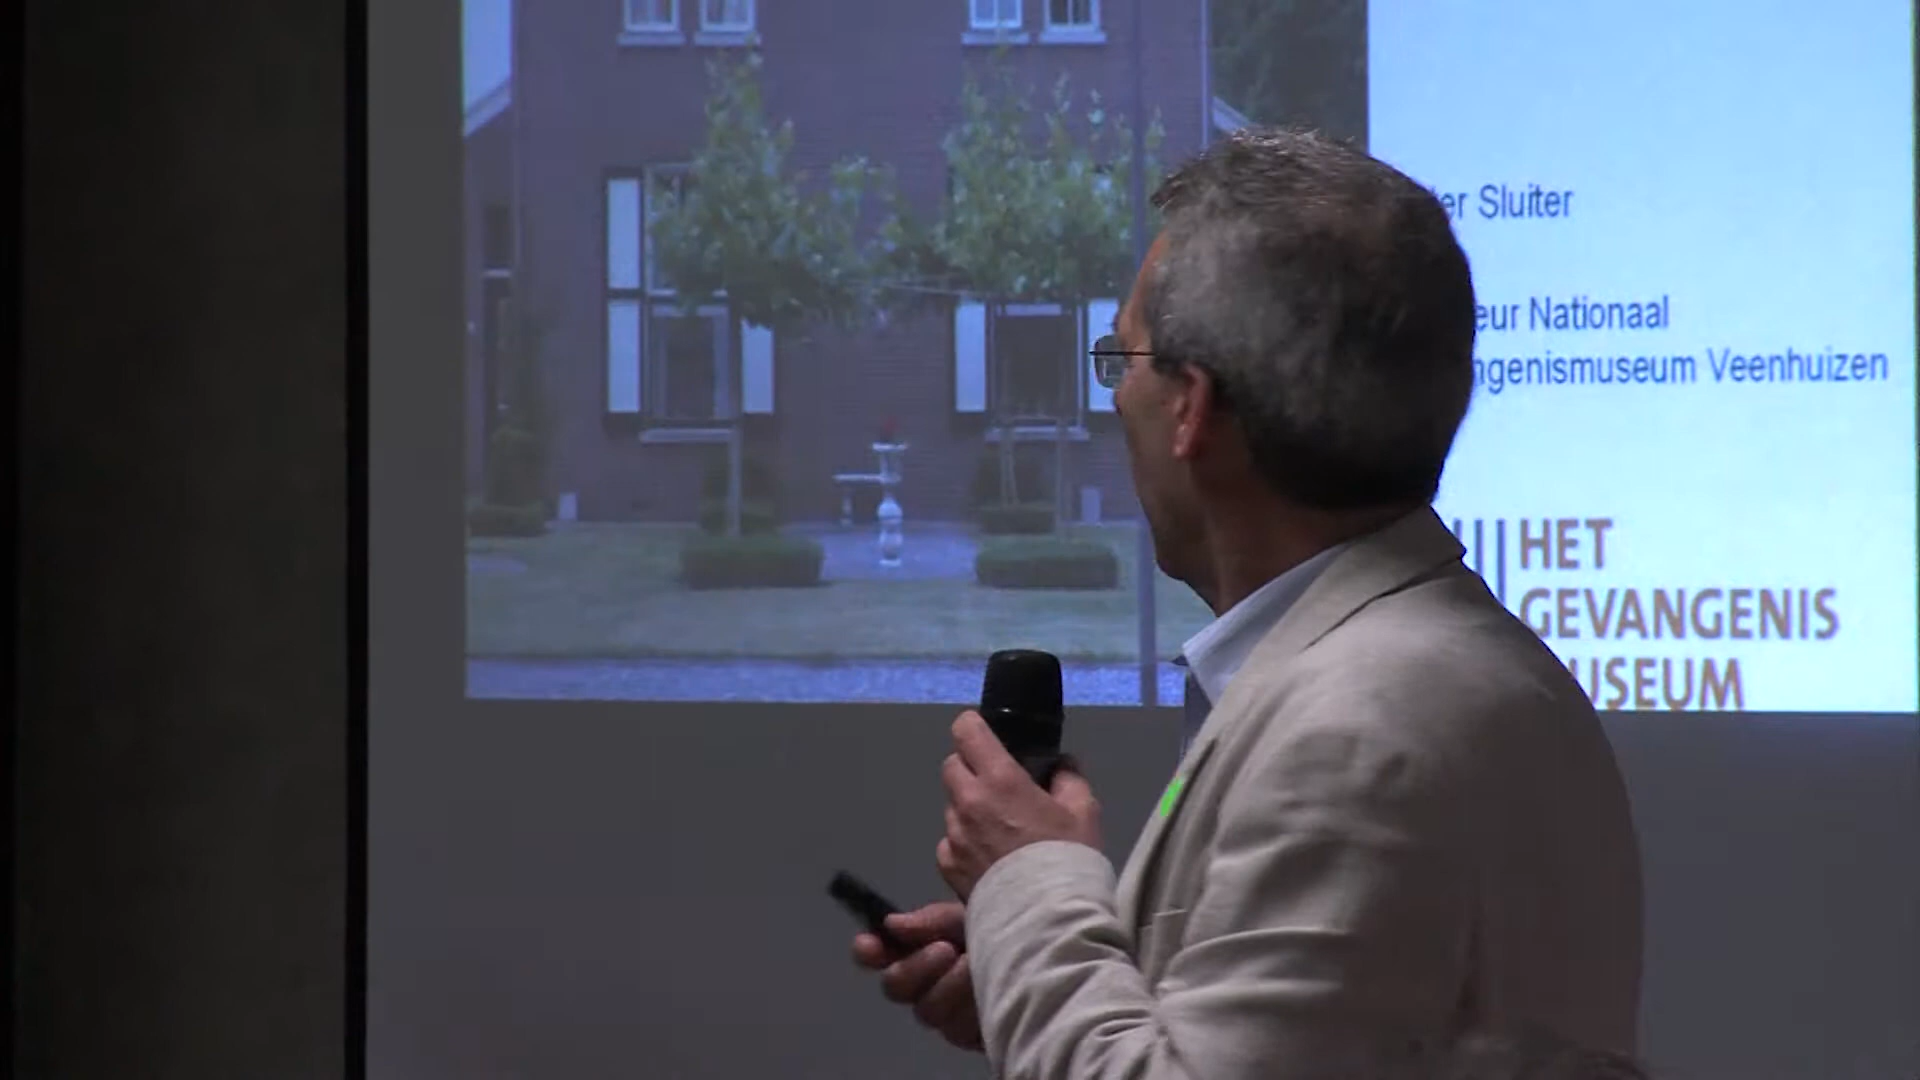 ter Sluiter
eur Nationaal
ngenismuseum Veenhuizen
HET
GEVANGENIS
USEUM